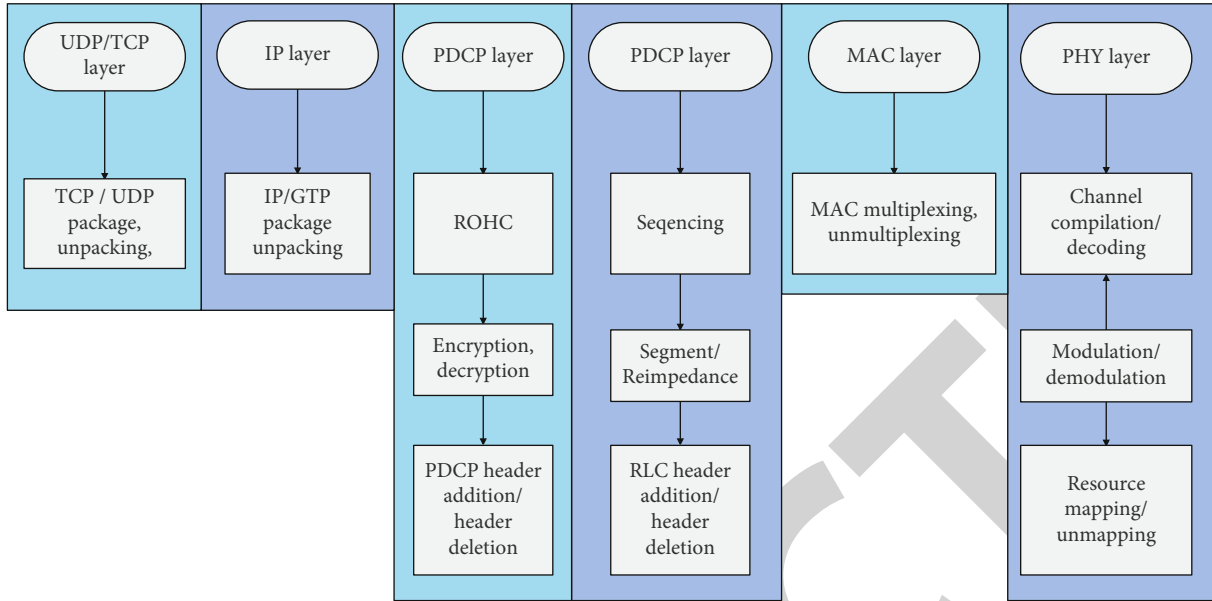 UDP/TCP
layer
IP layer
PDCP layer
PDCP layer
MAC layer
PHY layer
TCP / UDP
package,
unpacking,
IP/GTP
package
unpacking
ROHC
Seqencing
MAC multiplexing,
unmultiplexing
Channel
compilation/
decoding
Encryption,
decryption
Segment/
Reimpedance
Modulation/
demodulation
PDCP header
addition/
header
deletion
RLC header
addition/
header
deletion
Resource
mapping/
unmapping